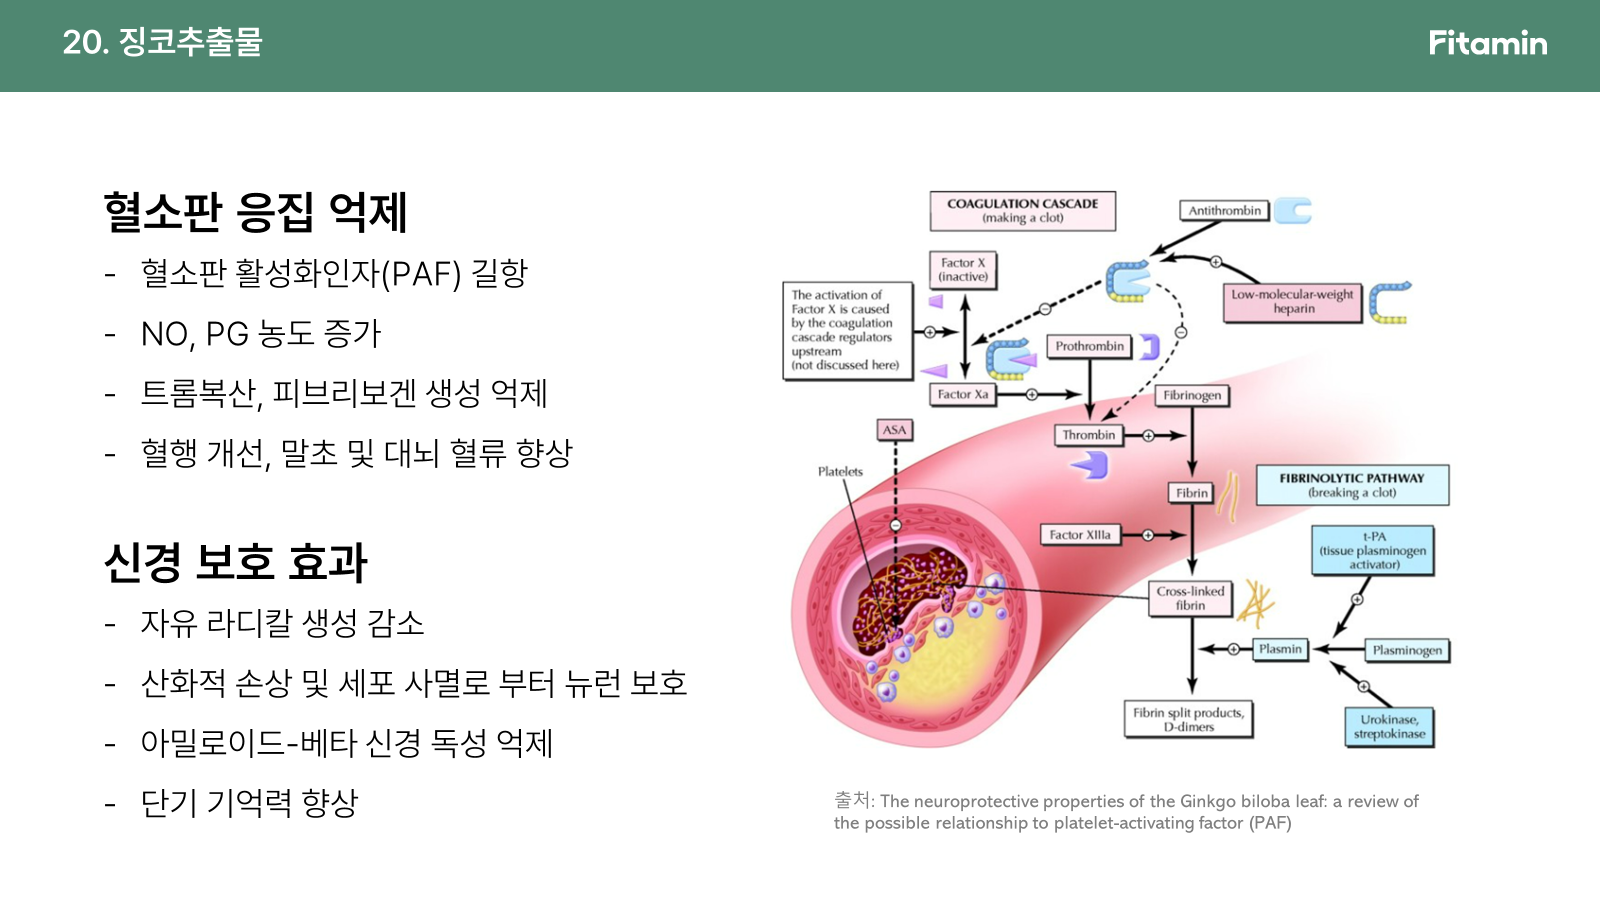 20. 징코추출물
Fitamin
혈소판 응집 억제
- 혈소판 활성화인자(PAF) 길항
- NO, PG 농도 증가
- 트롬복산, 피브리보겐 생성 억제
- 혈행 개선, 말초 및 대뇌 혈류 향상
신경 보호 효과
- 자유 라디칼 생성 감소
- 산화적 손상 및 세포 사멸로 부터 뉴런 보호
- 아밀로이드-베타 신경 독성 억제
- 단기 기억력 향상
COAGULATION CASCADE
(making a clot)
Antithrombin
Factor X
(inactive)
Low-molecular-weight
heparin
The activation of
Factor X is caused
by the coagulation
cascade regulators
upstream
(not discussed here)
Prothrombin
Factor Xa
Fibrinogen
ASA
Thrombin
Platelets
FIBRINOLYTIC PATHWAY
(breaking a clot)
Fibrin
Factor XIIIa
t-PA
(tissue plasminogen
activator)
Cross-linked
fibrin
Plasmin
Plasminogen
Fibrin split products,
D-dimers
Urokinase,
streptokinase
출처: The neuroprotective properties of the Ginkgo biloba leaf: a review of
the possible relationship to platelet-activating factor (PAF)